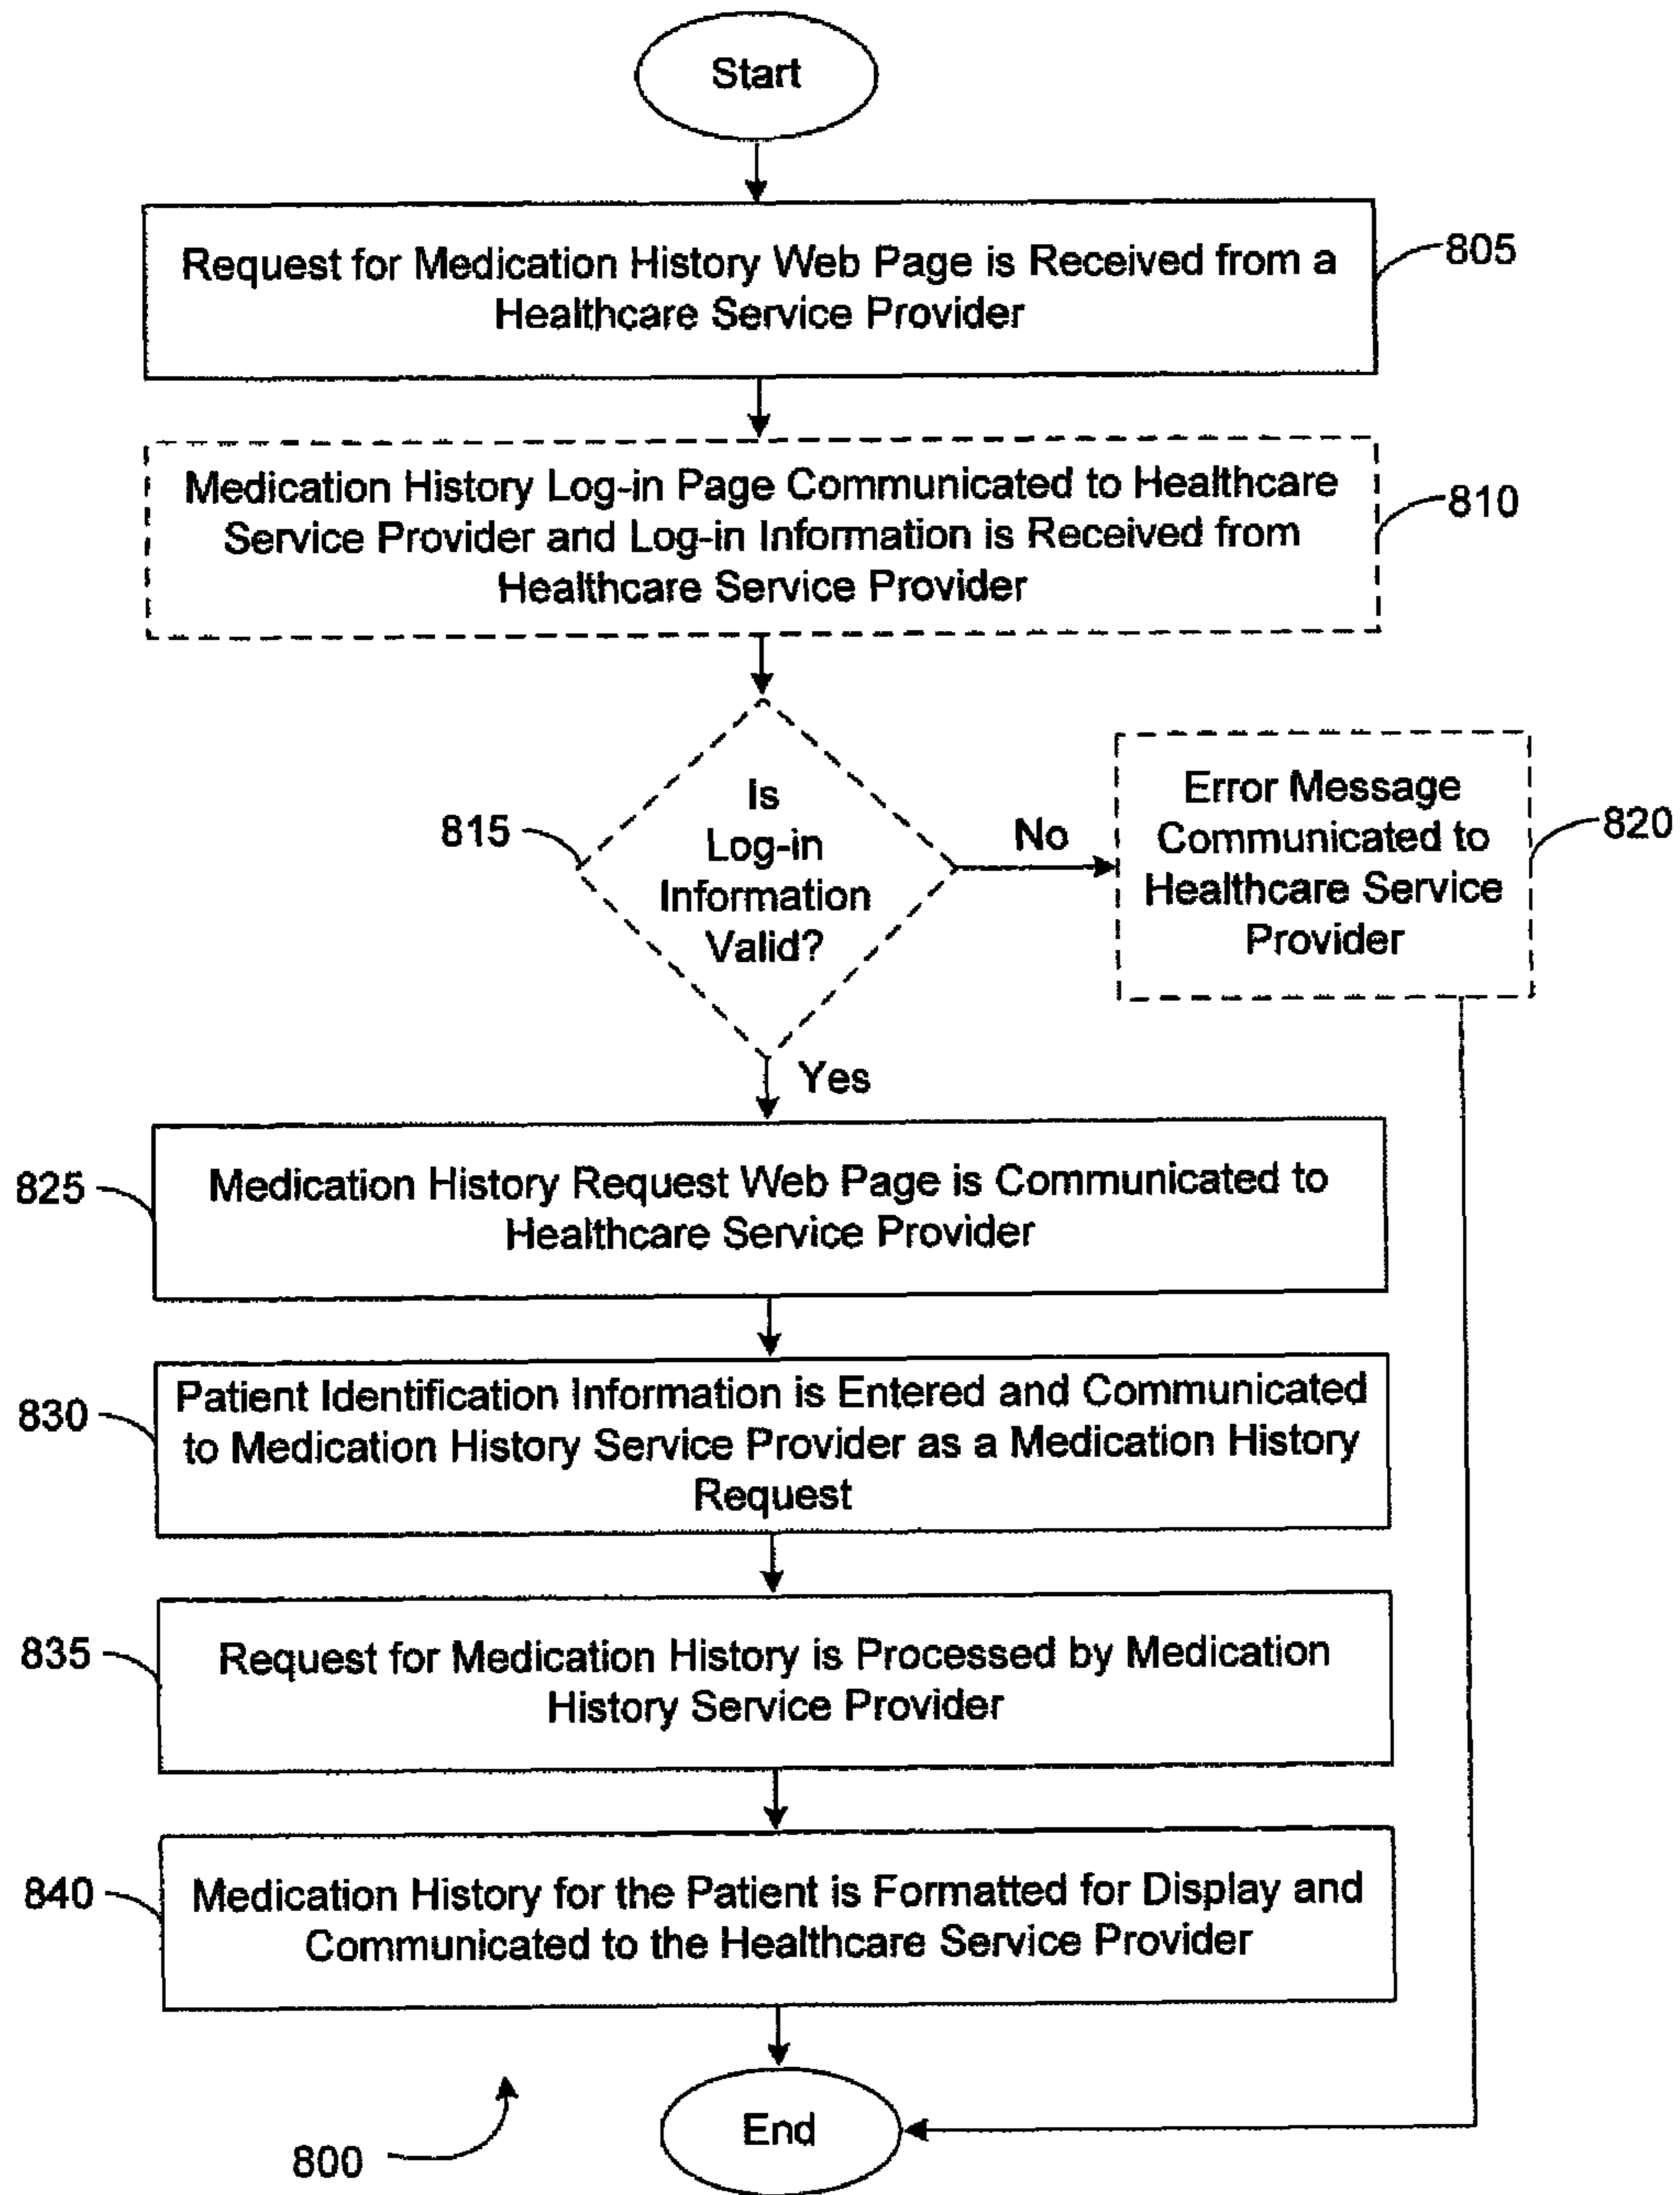 Start
Request for Medication History Web Page is Received from a
Healthcare Service Provider
805
Medication History Log-in Page Communicated to Healthcare
Service Provider and Log-in Information is Received from
Healthcare Service Provider
810
815
Is
Log-in
Information
Valid?
No
Error Message
Communicated to
Healthcare Service
Provider
820
Yes
825
Medication History Request Web Page is Communicated to
Healthcare Service Provider
830
Patient Identification Information is Entered and Communicated
to Medication History Service Provider as a Medication History
Request
835
Request for Medication History is Processed by Medication
History Service Provider
840
Medication History for the Patient is Formatted for Display and
Communicated to the Healthcare Service Provider
End
800